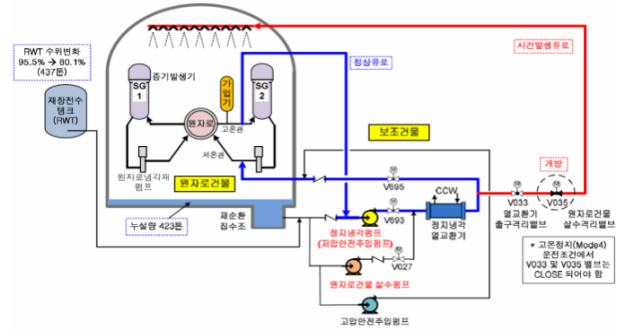 RWT 수위변화
95.5% → 80.1%
(437톤)
재장전수
탱크
(RWT)
증기발생기
SG
1
가압기
SG
2
원자로
고온관
저온관
원자로냉각재
펌프
원자로건물
누설량 423톤
재순환
집수조
정상유로
사건발생유로
보조건물
개방
M
V695
M
V693
CCW
정지냉각
열교환기
M
V033
열교환기
출구격리밸브
M
V035
원자로건물
살수격리밸브
정지냉각펌프
(저압안전주입펌프)
M
V027
원자로건물 살수펌프
고압안전주입펌프
* 고온정지(Mode4)
운전조건에서
V033 및 V035 밸브는
CLOSE 되어야 함